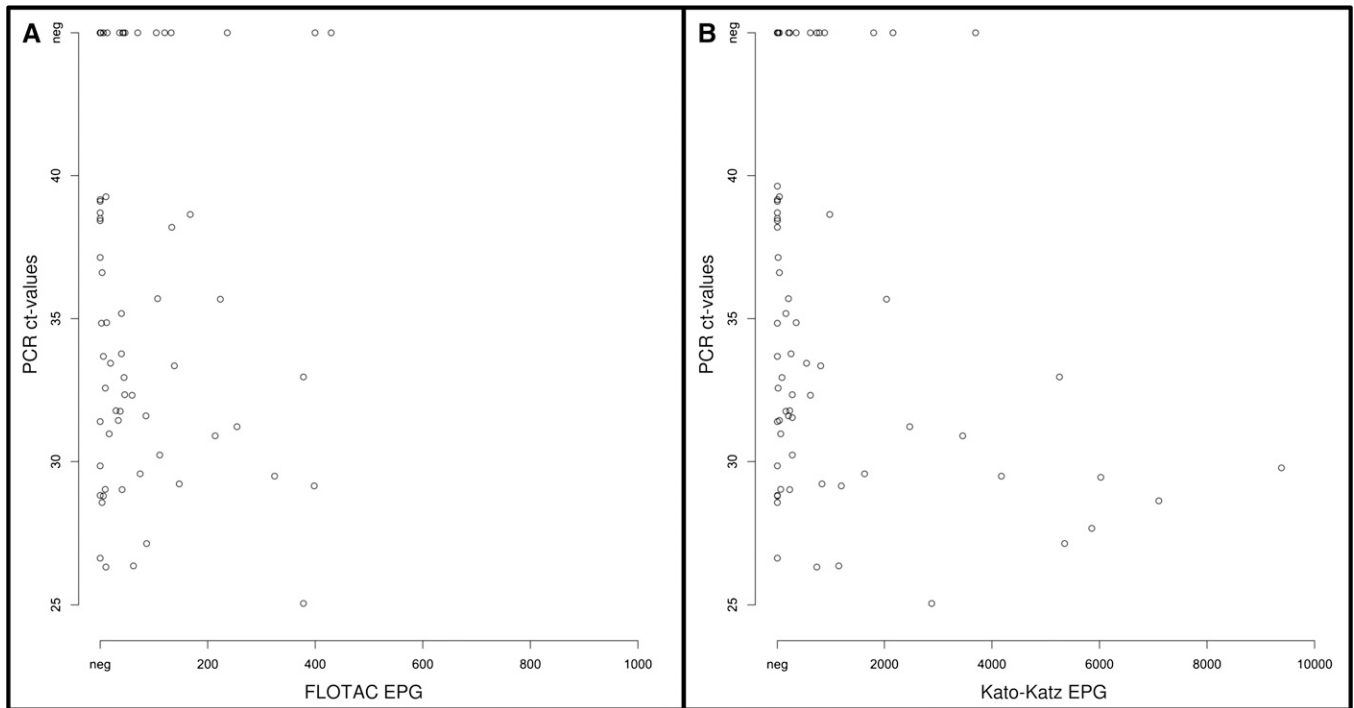 A
PCR ct-values
neg
40
35
30
25
neg
200
400
600
800
1000
FLOTAC EPG
B
PCR ct-values
neg
40
35
30
25
neg
2000
4000
6000
8000
10000
Kato-Katz EPG